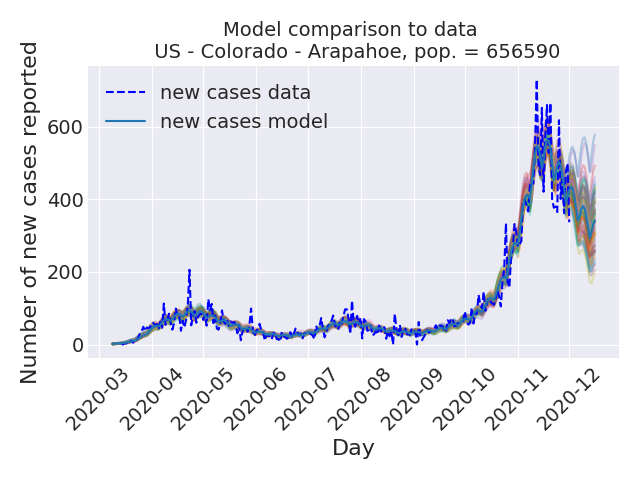 Model comparison to data
US - Colorado - Arapahoe, pop. = 656590
new cases data
new cases model
Number of new cases reported
600
400
200
0
2020-03
2020-04
2020-05
2020-06
2020-07
2020-08
2020-09
2020-10
2020-11
2020-12
Day